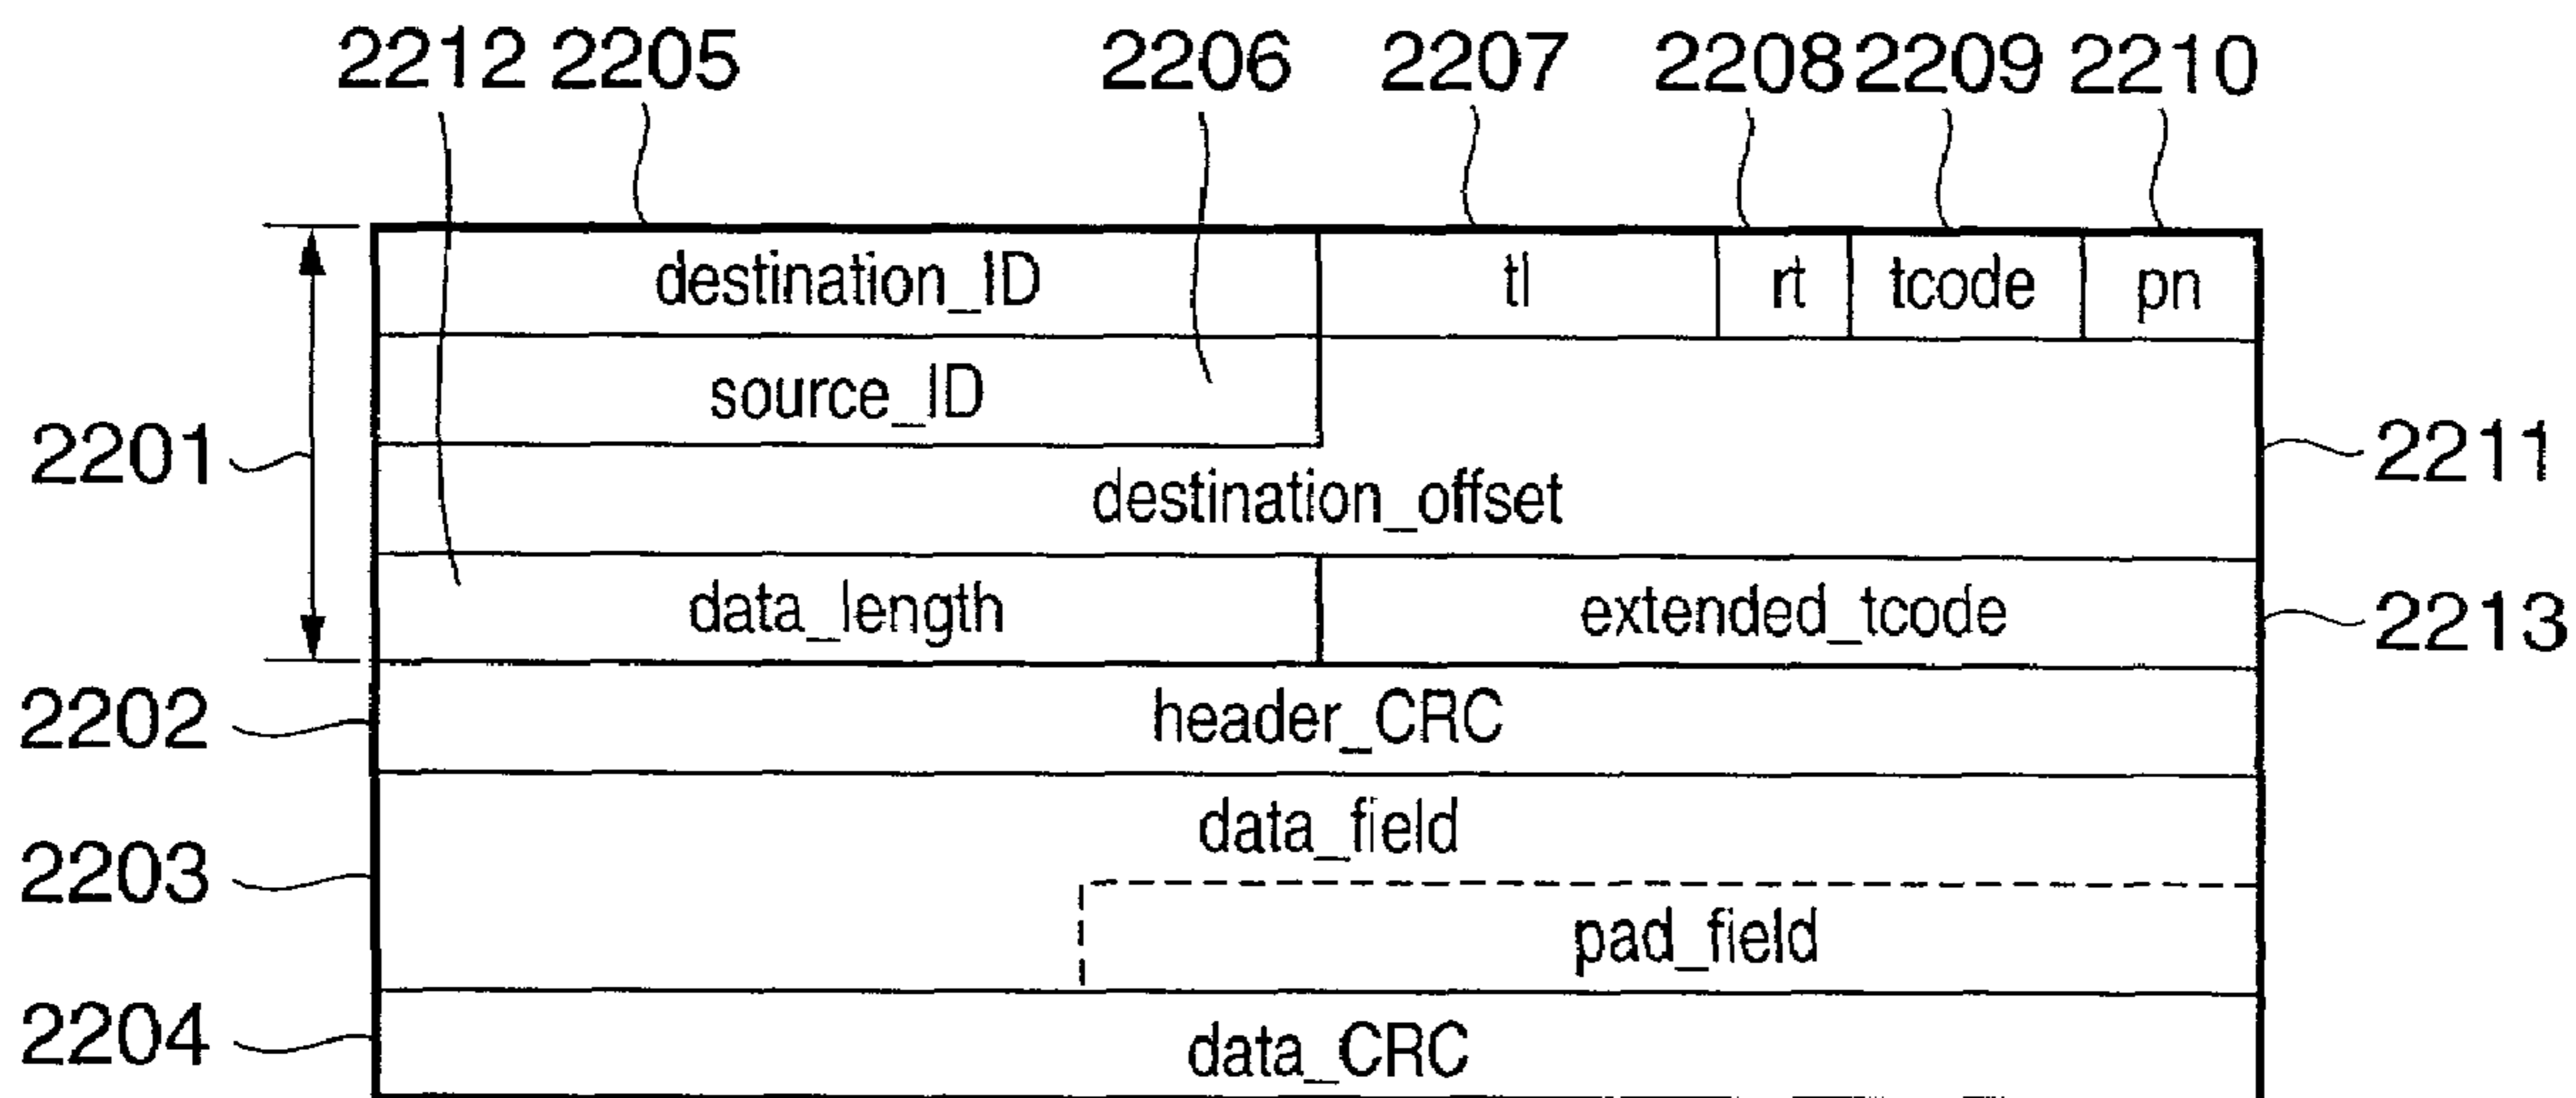 2212 2205 2206 2207 2208 2209 2210
destination_ID tl rt tcode pn
source_ID
2201 2211
destination_offset
data_length extended_tcode 2213
2202 header_CRC
data_field
2203
pad_field
2204 data_CRC